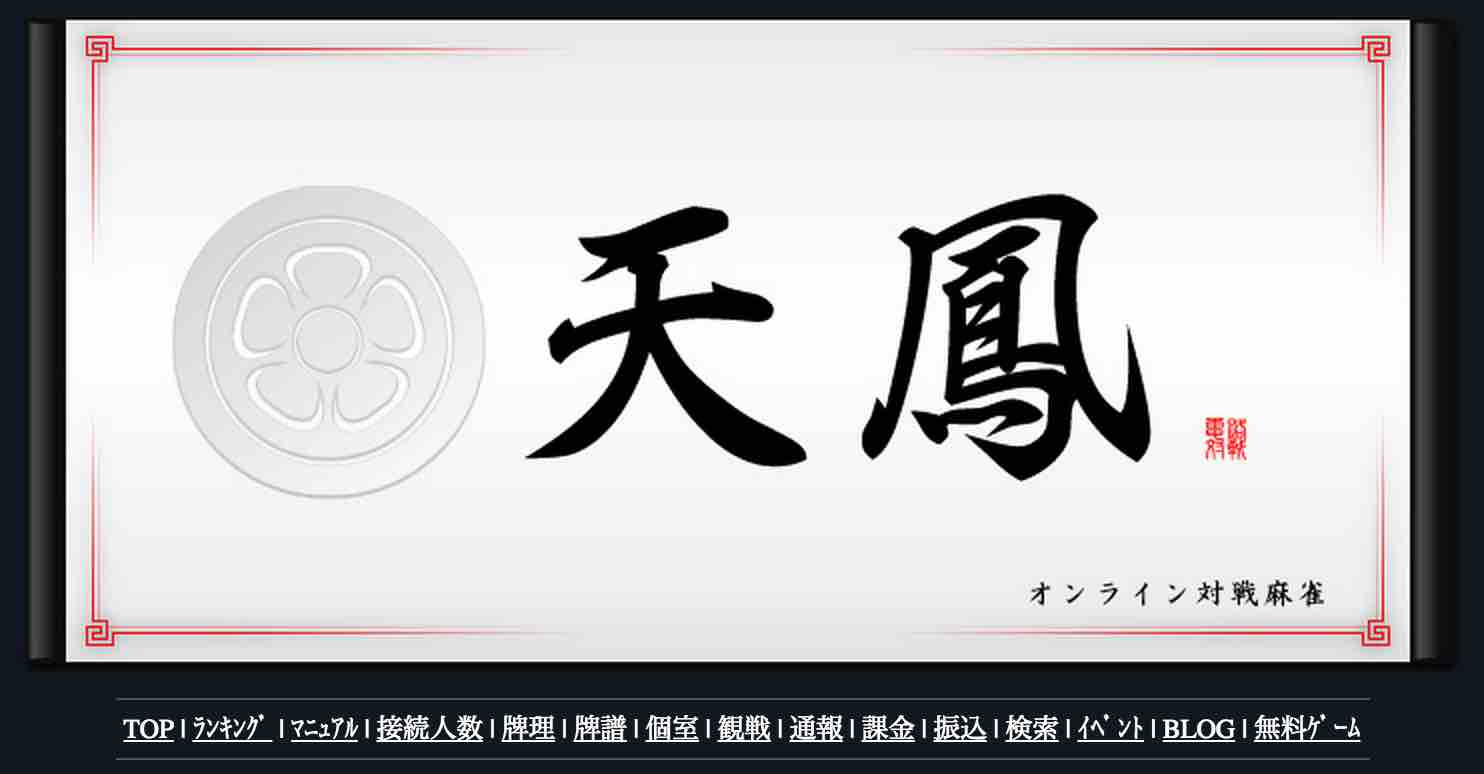 天鳳
オンライン対戦麻雀
TOP | ﾗﾝｷﾝｸﾞ | ﾏﾆｭｱﾙ | 接続人数 | 牌理 | 牌譜 | 個室 | 観戦 | 通報 | 課金 | 振込 | 検索 | ｲﾍﾞﾝﾄ | BLOG | 無料ｹﾞｰﾑ